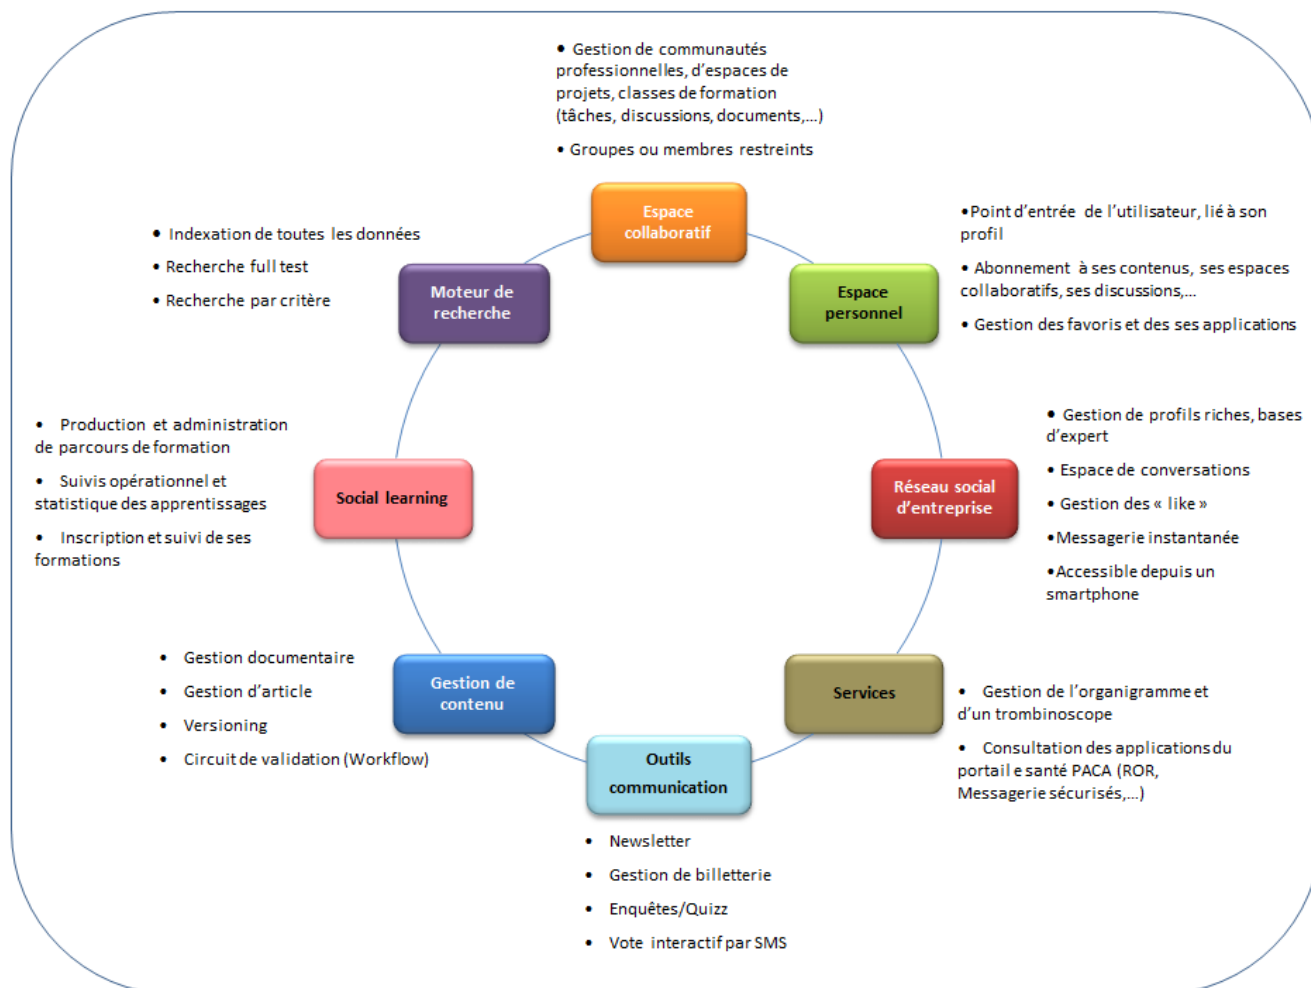 • Gestion de communautés
professionnelles, d'espaces de
projets, classes de formation
(tâches, discussions, documents,...)
• Groupes ou membres restreints
Espace
collaboratif
•Point d'entrée de l'utilisateur, lié à son
profil
• Abonnement à ses contenus, ses espaces
collaboratifs, ses discussions,...
• Gestion des favoris et des ses applications
Espace
personnel
• Gestion de profils riches, bases
d'expert
• Espace de conversations
• Gestion des « like »
•Messagerie instantanée
•Accessible depuis un
smartphone
Réseau social
d'entreprise
Services
• Gestion de l'organigramme et
d'un trombinoscope
• Consultation des applications du
portail e santé PACA (ROR,
Messagerie sécurisés,...)
Outils
communication
• Newsletter
• Gestion de billetterie
• Enquêtes/Quizz
• Vote interactif par SMS
Gestion de
contenu
• Gestion documentaire
• Gestion d'article
• Versioning
• Circuit de validation (Workflow)
Social learning
• Production et administration
de parcours de formation
• Suivis opérationnel et
statistique des apprentissages
• Inscription et suivi de ses
formations
Moteur de
recherche
• Indexation de toutes les données
• Recherche full test
• Recherche par critère